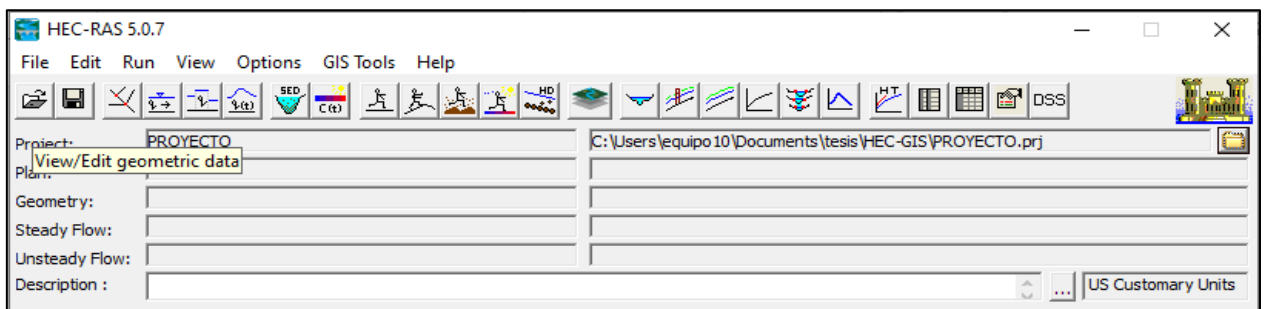 HEC-RAS 5.0.7
File Edit Run View Options GIS Tools Help
SED C(t) HD HT DSS
Project: PROYECTO C:\Users\equipo10\Documents\tesis\HEC-GIS\PROYECTO.prj
View/Edit geometric data
Plan:
Geometry:
Steady Flow:
Unsteady Flow:
Description : ... US Customary Units